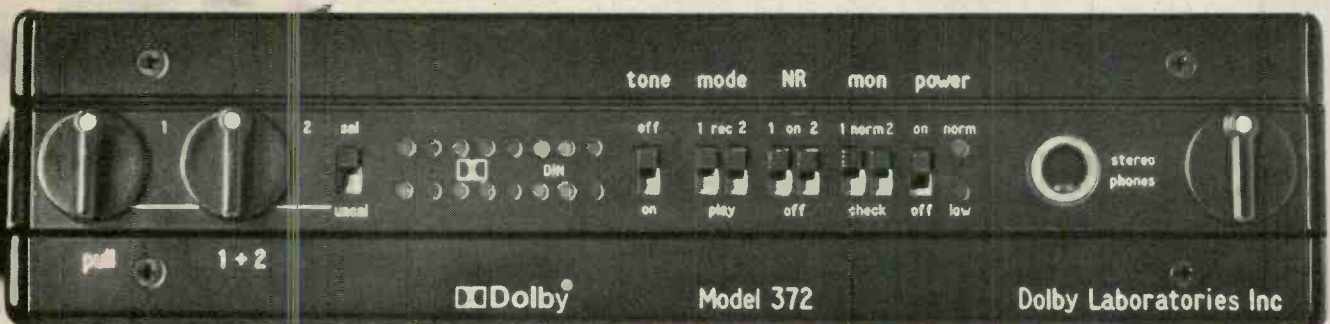 tone mode NR mon power
1 2 sel off 1 rec 2 1 on 2 1 norm 2 on norm
DIN stereo
phones
uncal on play off check off low
pull 1 + 2
Dolby Model 372 Dolby Laboratories Inc